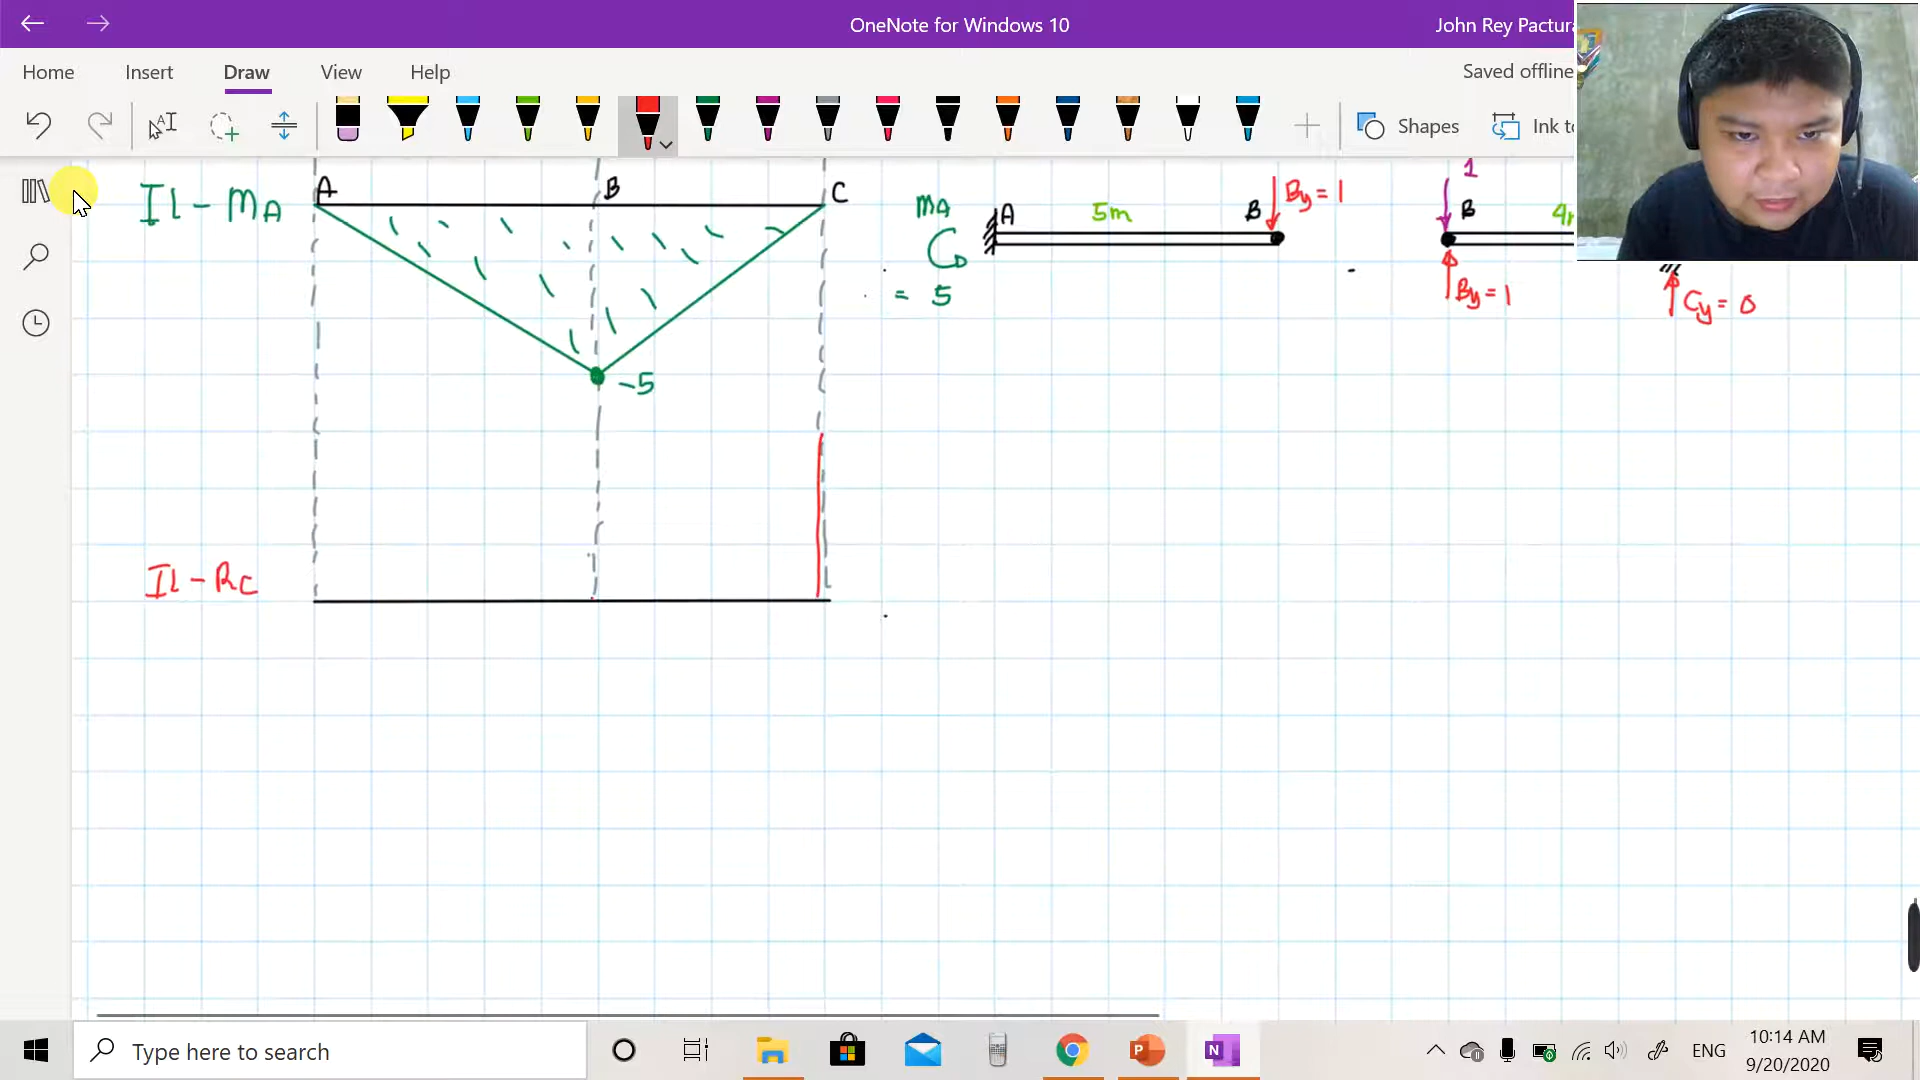 OneNote for Windows 10
John Rey Pactura
Home Insert Draw View Help
Saved offline
Shapes
Ink to
Il - MA
A B C
-5
MA
= 5
A 5m B By = 1
1
B
By = 1
Cy = 0
Il - Rc
Type here to search
ENG
10:14 AM
9/20/2020